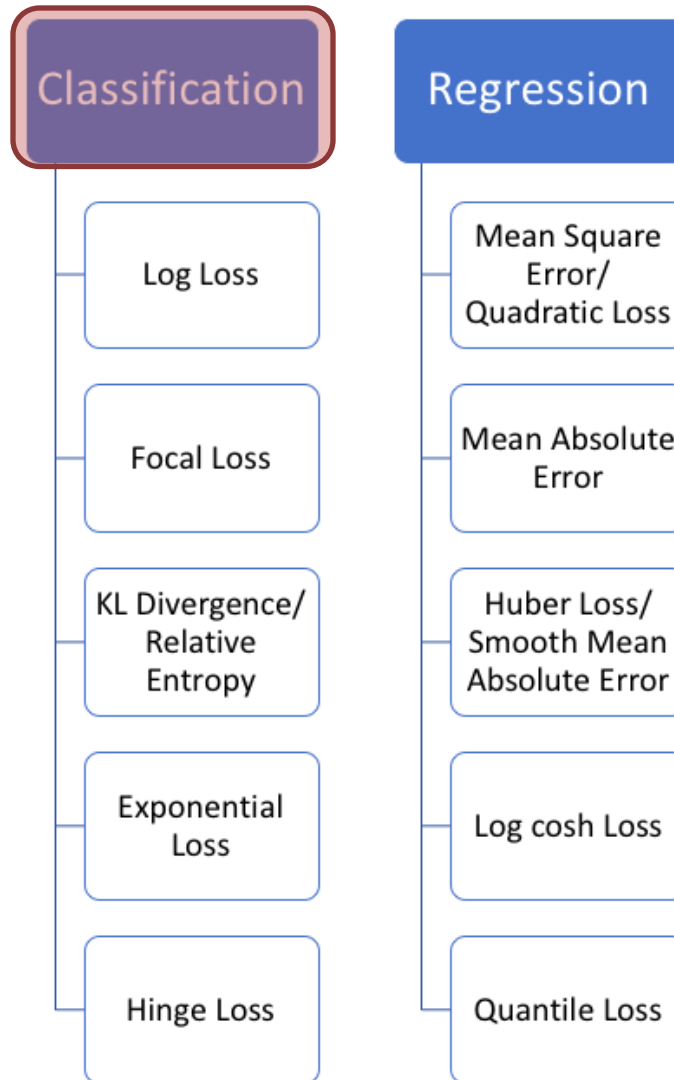 Classification
Log Loss
Focal Loss
KL Divergence/
Relative
Entropy
Exponential
Loss
Hinge Loss
Regression
Mean Square
Error/
Quadratic Loss
Mean Absolute
Error
Huber Loss/
Smooth Mean
Absolute Error
Log cosh Loss
Quantile Loss